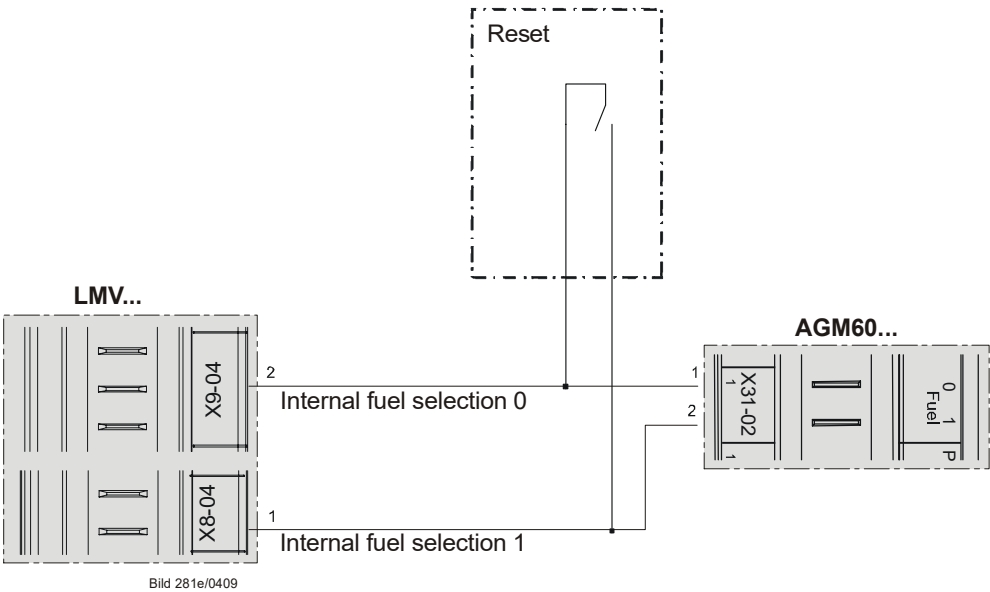 Reset
LMV...
AGM60...
X9-04
2
Internal fuel selection 0
1
2
1
X31-02
1
0 1
Fuel
P
X8-04
1
Internal fuel selection 1
Bild 281e/0409